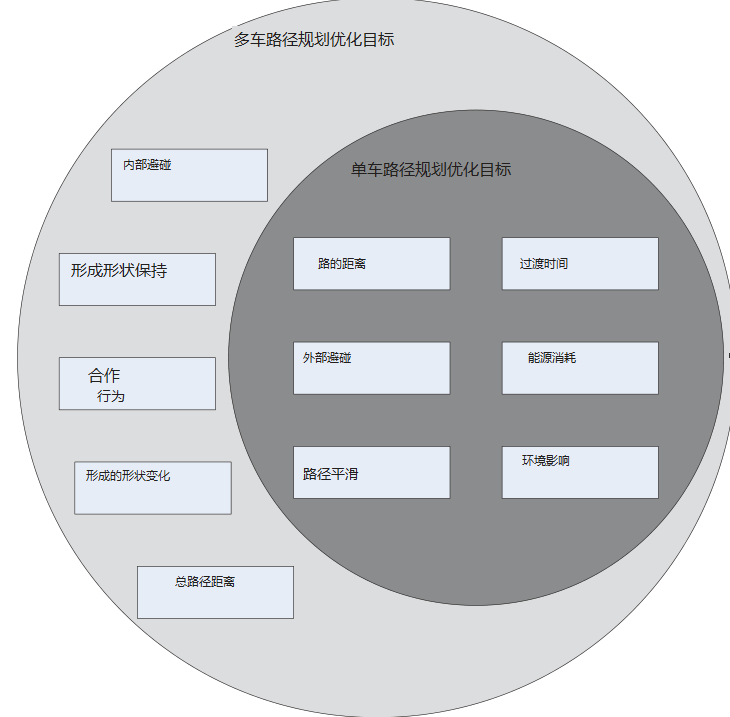 多车路径规划优化目标
内部避碰
单车路径规划优化目标
形成形状保持
路的距离
过渡时间
合作
行为
外部避碰
能源消耗
形成的形状变化
路径平滑
环境影响
总路径距离